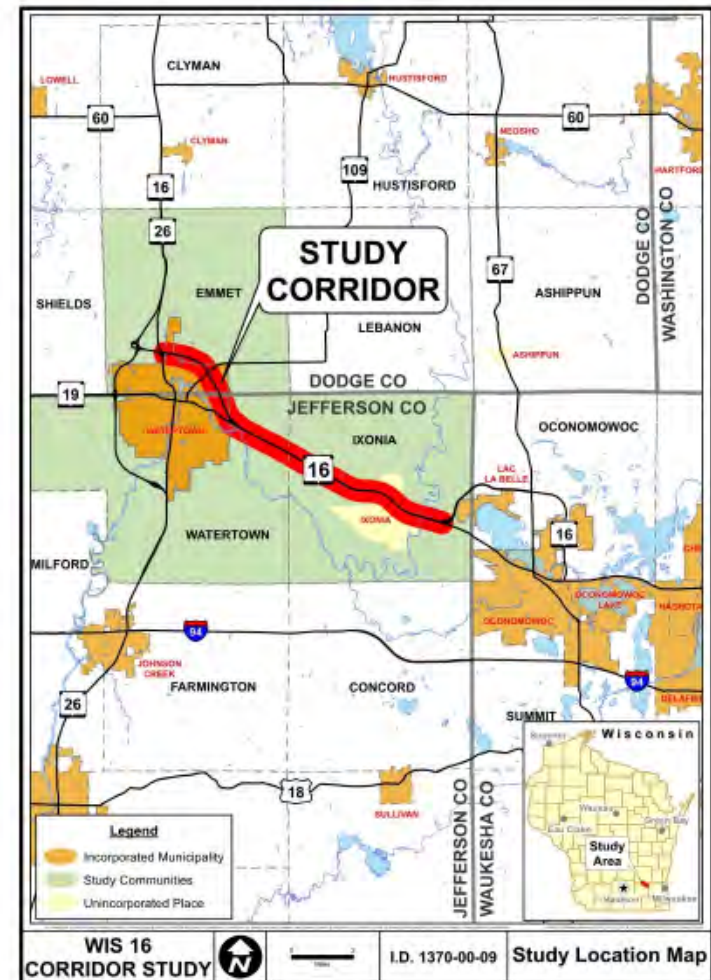 CLYMAN
LOWELL
HUSTISFORD
60
60
CLYMAN
NEOSHO
HARTFORD
109
16
HUSTISFORD
26
DODGE CO
WASHINGTON CO
STUDY
CORRIDOR
67
SHIELDS
EMMET
ASHIPPUN
LEBANON
ASHIPPUN
DODGE CO
19
JEFFERSON CO
WATERTOWN
IXONIA
OCONOMOWOC
LAC
LA BELLE
16
IXONIA
16
WATERTOWN
MILFORD
OCONOMOWOC
LAKE
OCONOMOWOC
NASHOTA
94
JOHNSON
CREEK
94
FARMINGTON
CONCORD
DELAFIE
26
SUMMIT
18
SULLIVAN
JEFFERSON CO
WAUKESHA CO
Wisconsin
Superior
Wausau
Green Bay
Eau Claire
Study
Area
Madison
Milwaukee
Legend
Incorporated Municipality
Study Communities
Unincorporated Place
WIS 16
CORRIDOR STUDY
N
I.D. 1370-00-09
Study Location Map